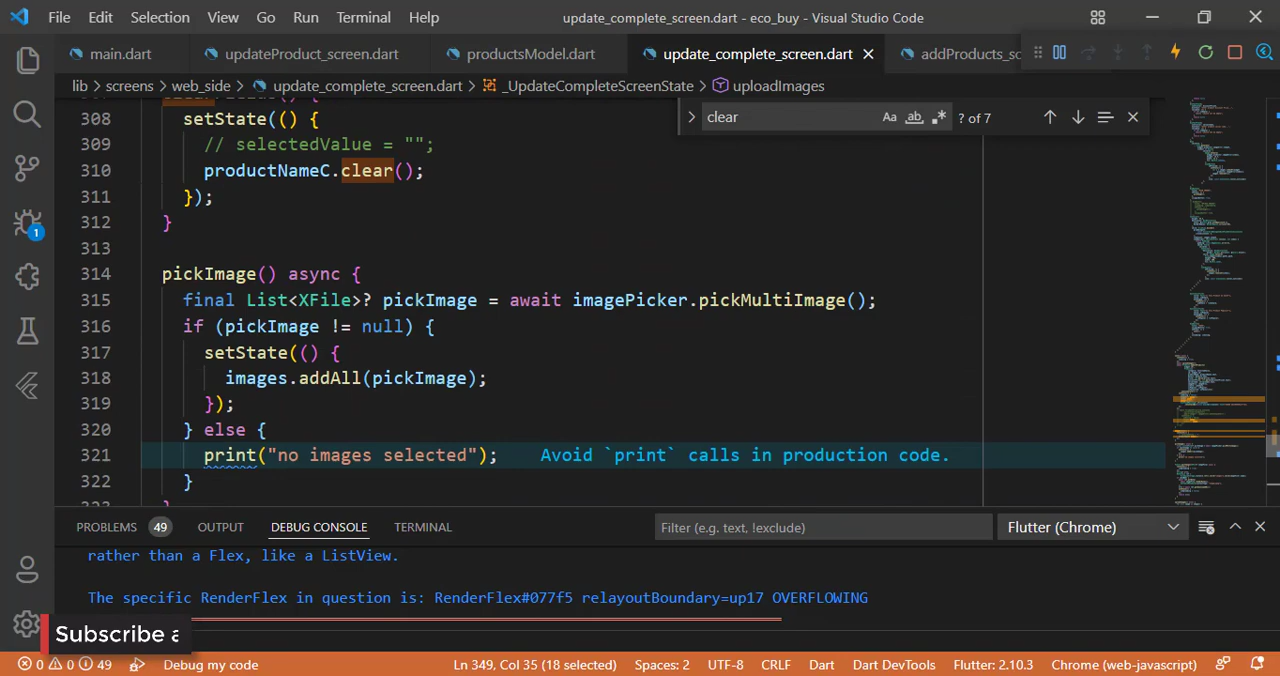 File Edit Selection View Go Run Terminal Help update_complete_screen.dart - eco_buy - Visual Studio Code
main.dart updateProduct_screen.dart productsModel.dart update_complete_screen.dart addProducts_sc
lib > screens > web_side > update_complete_screen.dart > _UpdateCompleteScreenState > uploadImages
clear Aa ab ? of 7
308 setState(() {
309 // selectedValue = "";
310 productNameC.clear();
311 });
312 }
313
314 pickImage() async {
315 final List<XFile>? pickImage = await imagePicker.pickMultiImage();
316 if (pickImage != null) {
317 setState(() {
318 images.addAll(pickImage);
319 });
320 } else {
321 print("no images selected"); Avoid `print` calls in production code.
322 }
PROBLEMS 49 OUTPUT DEBUG CONSOLE TERMINAL Filter (e.g. text, !exclude) Flutter (Chrome)
rather than a Flex, like a ListView.
The specific RenderFlex in question is: RenderFlex#077f5 relayoutBoundary=up17 OVERFLOWING
1
Subscribe a
0 0 49 Debug my code Ln 349, Col 35 (18 selected) Spaces: 2 UTF-8 CRLF Dart Dart DevTools Flutter: 2.10.3 Chrome (web-javascript)